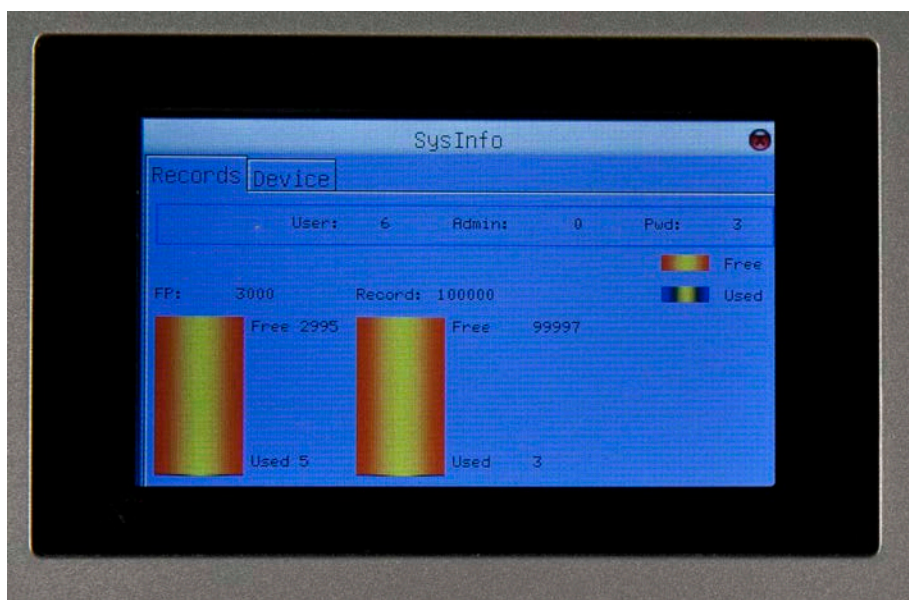 SysInfo
Records Device
User: 6 Admin: 0 Pwd: 3
Free
FP: 3000 Record: 100000 Used
Free 2995 Free 99997
Used 5 Used 3